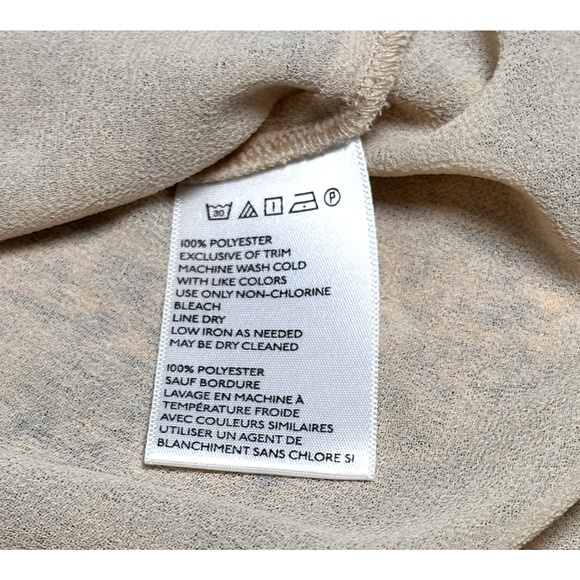 30 P
100% POLYESTER
EXCLUSIVE OF TRIM
MACHINE WASH COLD
WITH LIKE COLORS
USE ONLY NON-CHLORINE
BLEACH
LINE DRY
LOW IRON AS NEEDED
MAY BE DRY CLEANED
100% POLYESTER
SAUF BORDURE
LAVAGE EN MACHINE À
TEMPÉRATURE FROIDE
AVEC COULEURS SIMILAIRES
UTILISER UN AGENT DE
BLANCHIMENT SANS CHLORE SI